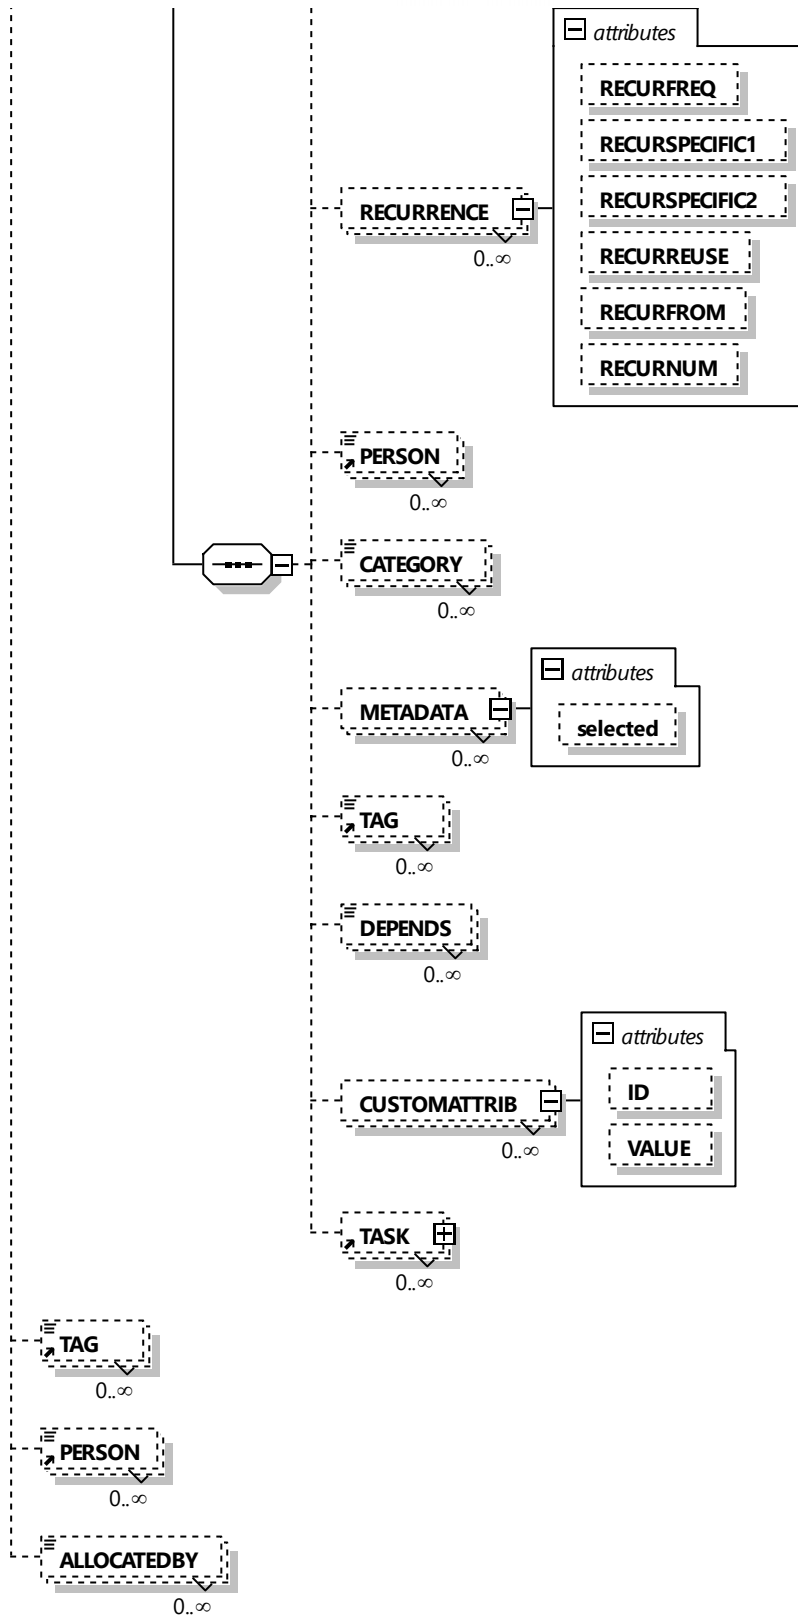 attributes
RECURFREQ
RECURSPECIFIC1
RECURSPECIFIC2
RECURRENCE
0..∞
RECURREUSE
RECURFROM
RECURNUM
PERSON
0..∞
CATEGORY
0..∞
attributes
METADATA
selected
0..∞
TAG
0..∞
DEPENDS
0..∞
attributes
ID
CUSTOMATTRIB
VALUE
0..∞
TASK
0..∞
TAG
0..∞
PERSON
0..∞
ALLOCATEDBY
0..∞